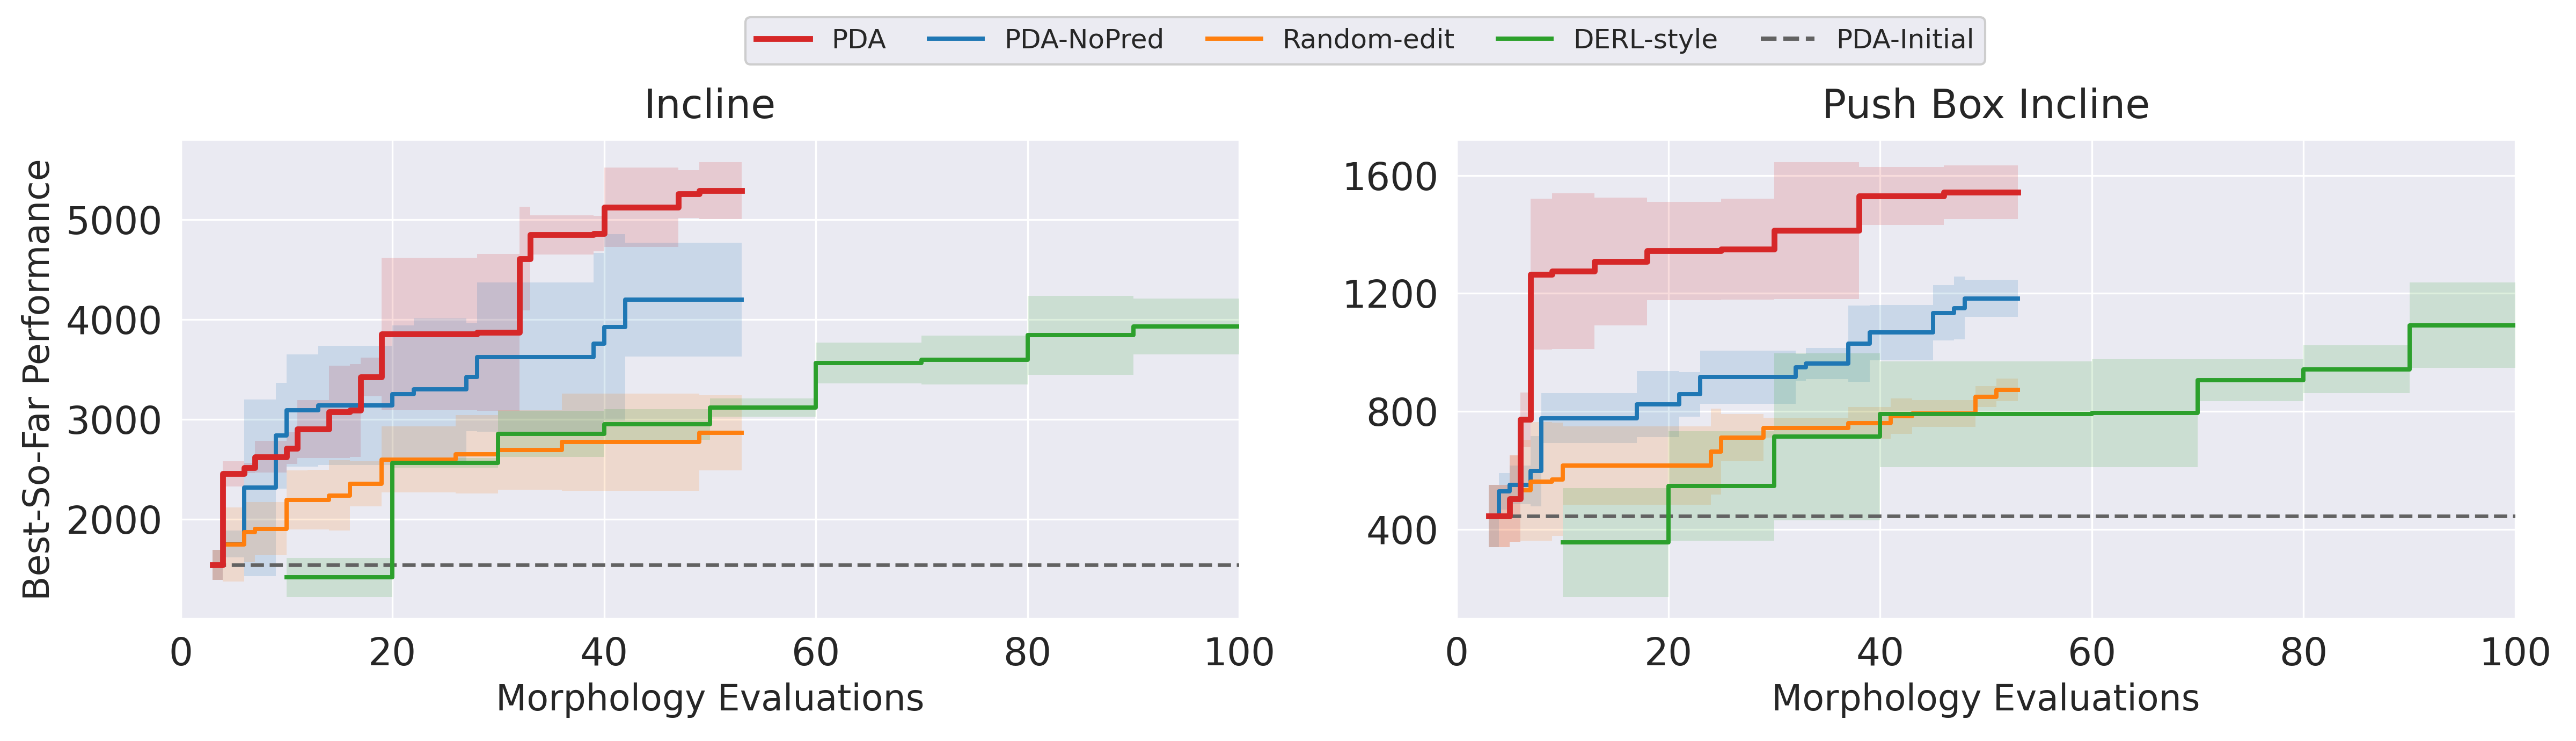 PDA PDA-NoPred Random-edit DERL-style PDA-Initial
Incline
Push Box Incline
Best-So-Far Performance
5000
4000
3000
2000
0 20 40 60 80 100
Morphology Evaluations
1600
1200
800
400
0 20 40 60 80 100
Morphology Evaluations